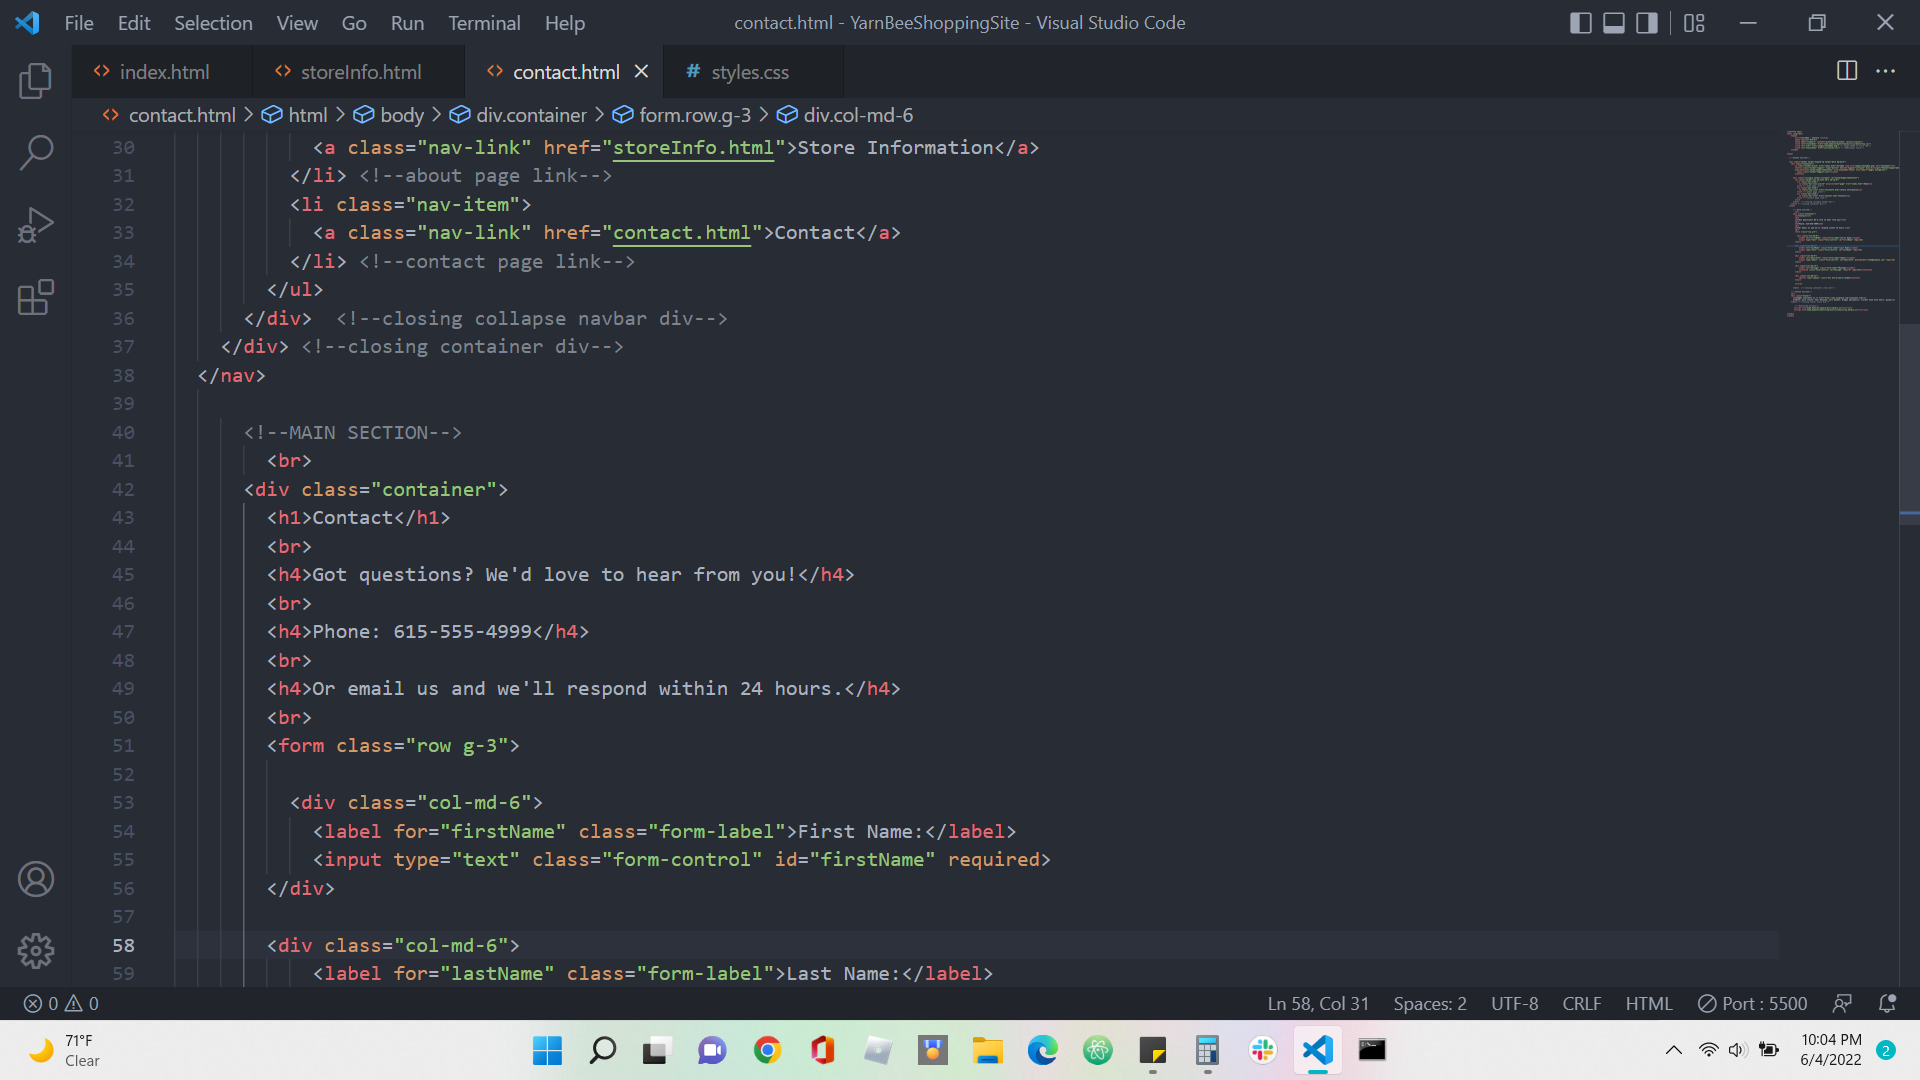 File Edit Selection View Go Run Terminal Help contact.html - YarnBeeShoppingSite - Visual Studio Code
index.html storeInfo.html contact.html # styles.css
contact.html > html > body > div.container > form.row.g-3 > div.col-md-6
30 <a class="nav-link" href="storeInfo.html">Store Information</a>
31 </li> <!--about page link-->
32 <li class="nav-item">
33 <a class="nav-link" href="contact.html">Contact</a>
34 </li> <!--contact page link-->
35 </ul>
36 </div> <!--closing collapse navbar div-->
37 </div> <!--closing container div-->
38 </nav>
39
40 <!--MAIN SECTION-->
41 <br>
42 <div class="container">
43 <h1>Contact</h1>
44 <br>
45 <h4>Got questions? We'd love to hear from you!</h4>
46 <br>
47 <h4>Phone: 615-555-4999</h4>
48 <br>
49 <h4>Or email us and we'll respond within 24 hours.</h4>
50 <br>
51 <form class="row g-3">
52
53 <div class="col-md-6">
54 <label for="firstName" class="form-label">First Name:</label>
55 <input type="text" class="form-control" id="firstName" required>
56 </div>
57
58 <div class="col-md-6">
59 <label for="lastName" class="form-label">Last Name:</label>
0 0 Ln 58, Col 31 Spaces: 2 UTF-8 CRLF HTML Port : 5500
71°F
Clear
10:04 PM
6/4/2022
2